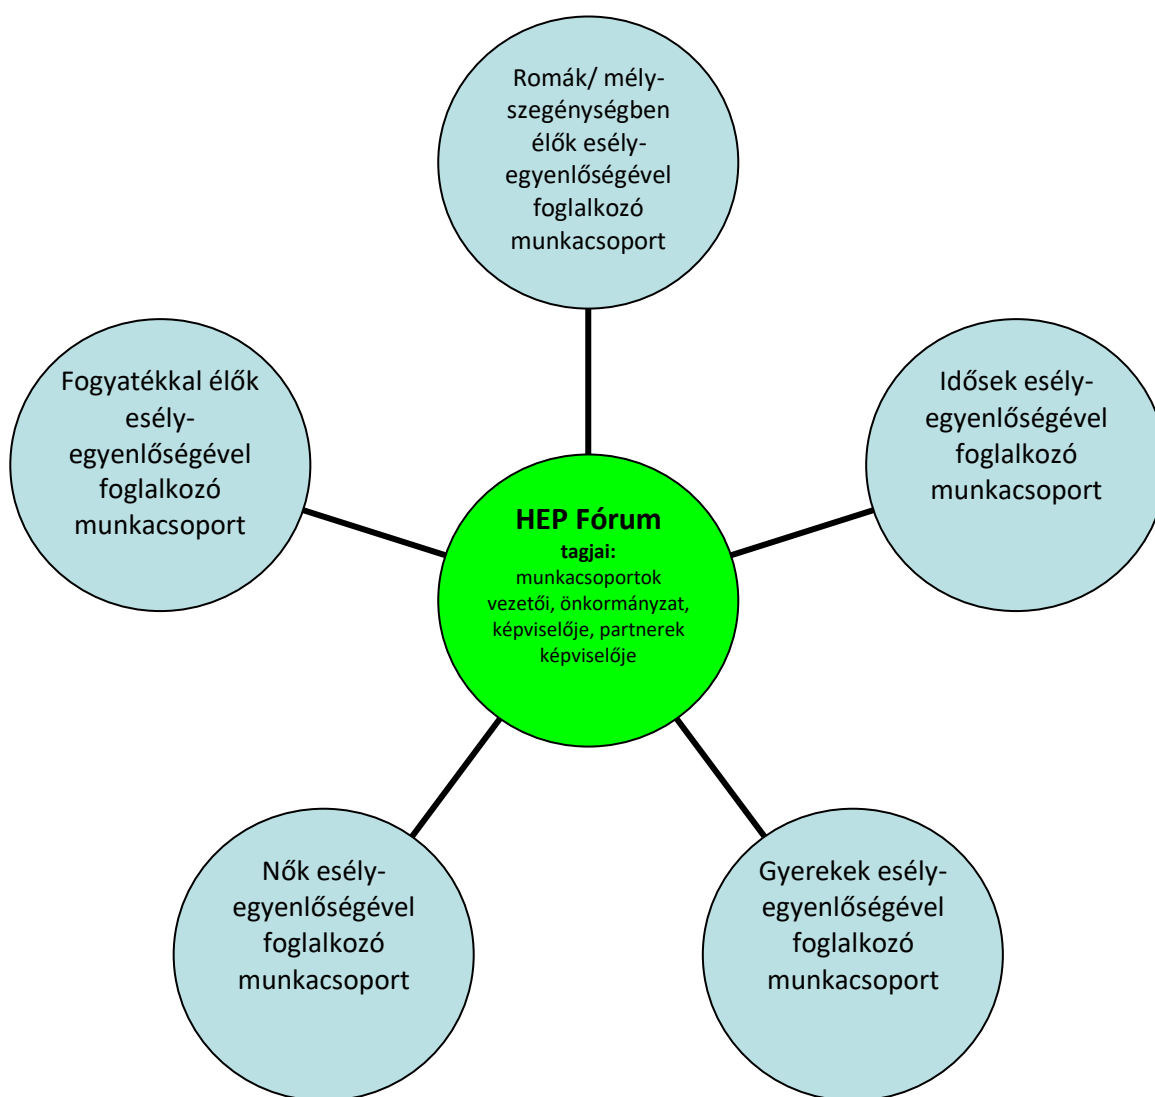 Romák/ mély-
szegénységben
élők esély-
egyenlőségével
foglalkozó
munkacsoport
Fogyatékkal élők
esély-
egyenlőségével
foglalkozó
munkacsoport
Idősek esély-
egyenlőségével
foglalkozó
munkacsoport
HEP Fórum
tagjai:
munkacsoportok
vezetői, önkormányzat,
képviselője, partnerek
képviselője
Nők esély-
egyenlőségével
foglalkozó
munkacsoport
Gyerekek esély-
egyenlőségével
foglalkozó
munkacsoport